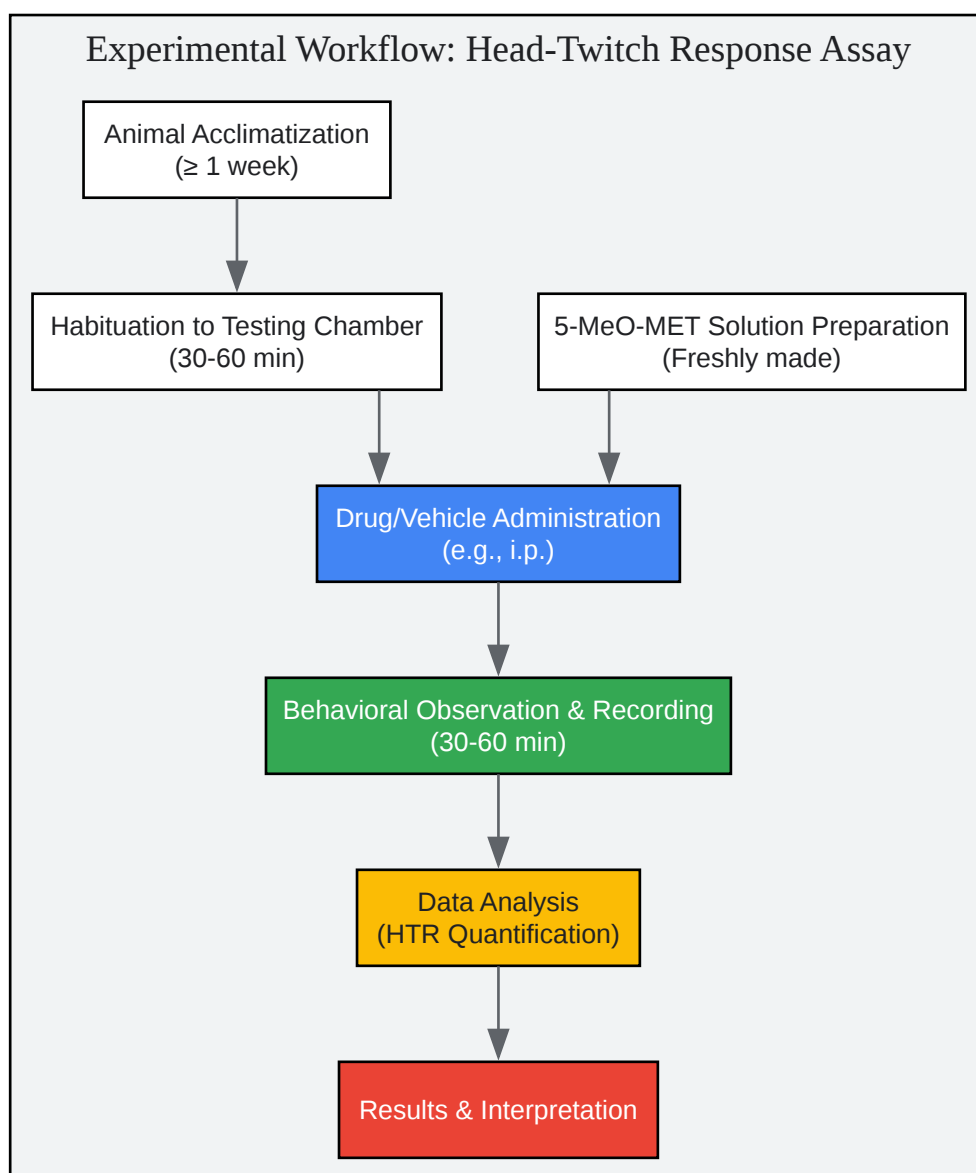 Experimental Workflow: Head-Twitch Response Assay
Animal Acclimatization
(≥ 1 week)
Habituation to Testing Chamber
(30-60 min)
5-MeO-MET Solution Preparation
(Freshly made)
Drug/Vehicle Administration
(e.g., i.p.)
Behavioral Observation & Recording
(30-60 min)
Data Analysis
(HTR Quantification)
Results & Interpretation